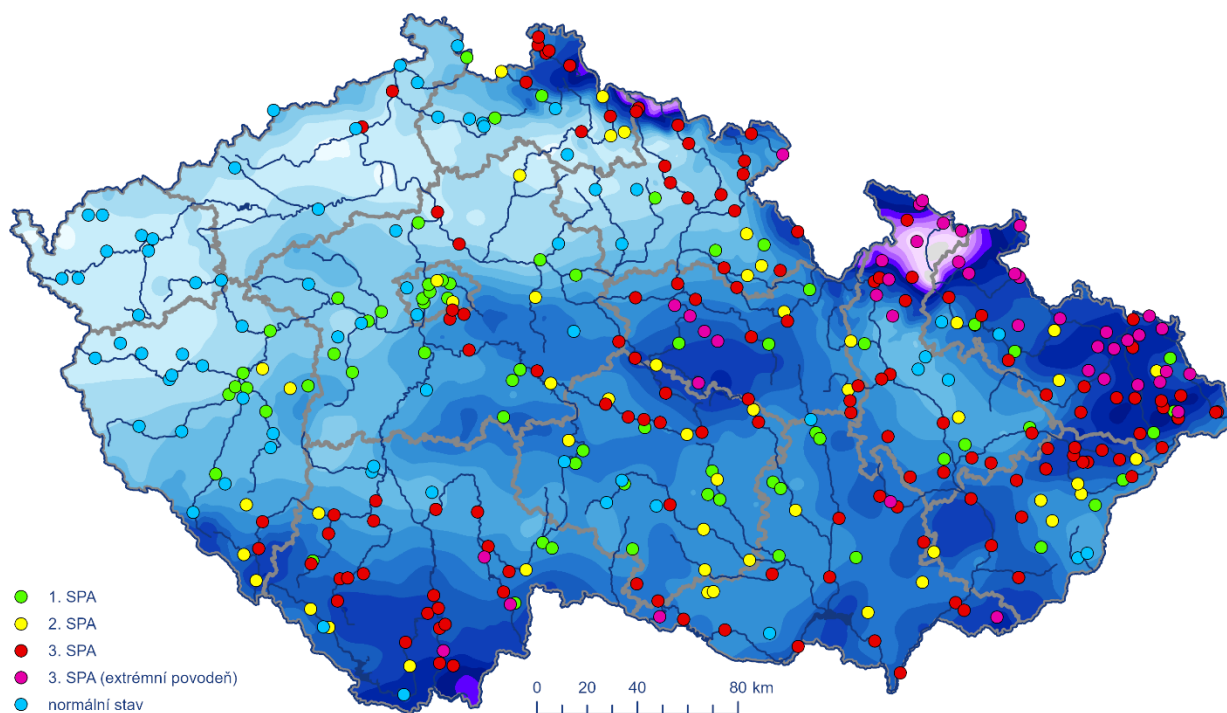 1. SPA
2. SPA
3. SPA
3. SPA (extrémní povodeň)
normální stav
0 20 40 80 km